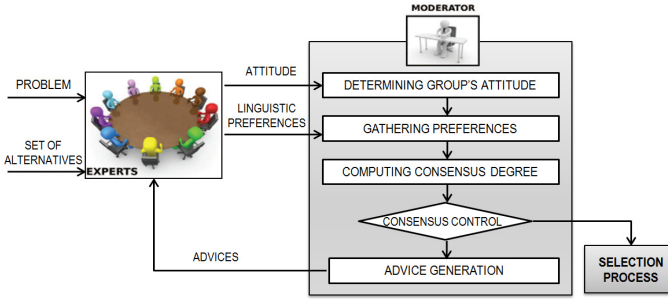 MODERATOR
PROBLEM
ATTITUDE
DETERMINING GROUP'S ATTITUDE
LINGUISTIC
PREFERENCES
GATHERING PREFERENCES
SET OF
ALTERNATIVES
EXPERTS
COMPUTING CONSENSUS DEGREE
CONSENSUS CONTROL
ADVICES
ADVICE GENERATION
SELECTION
PROCESS